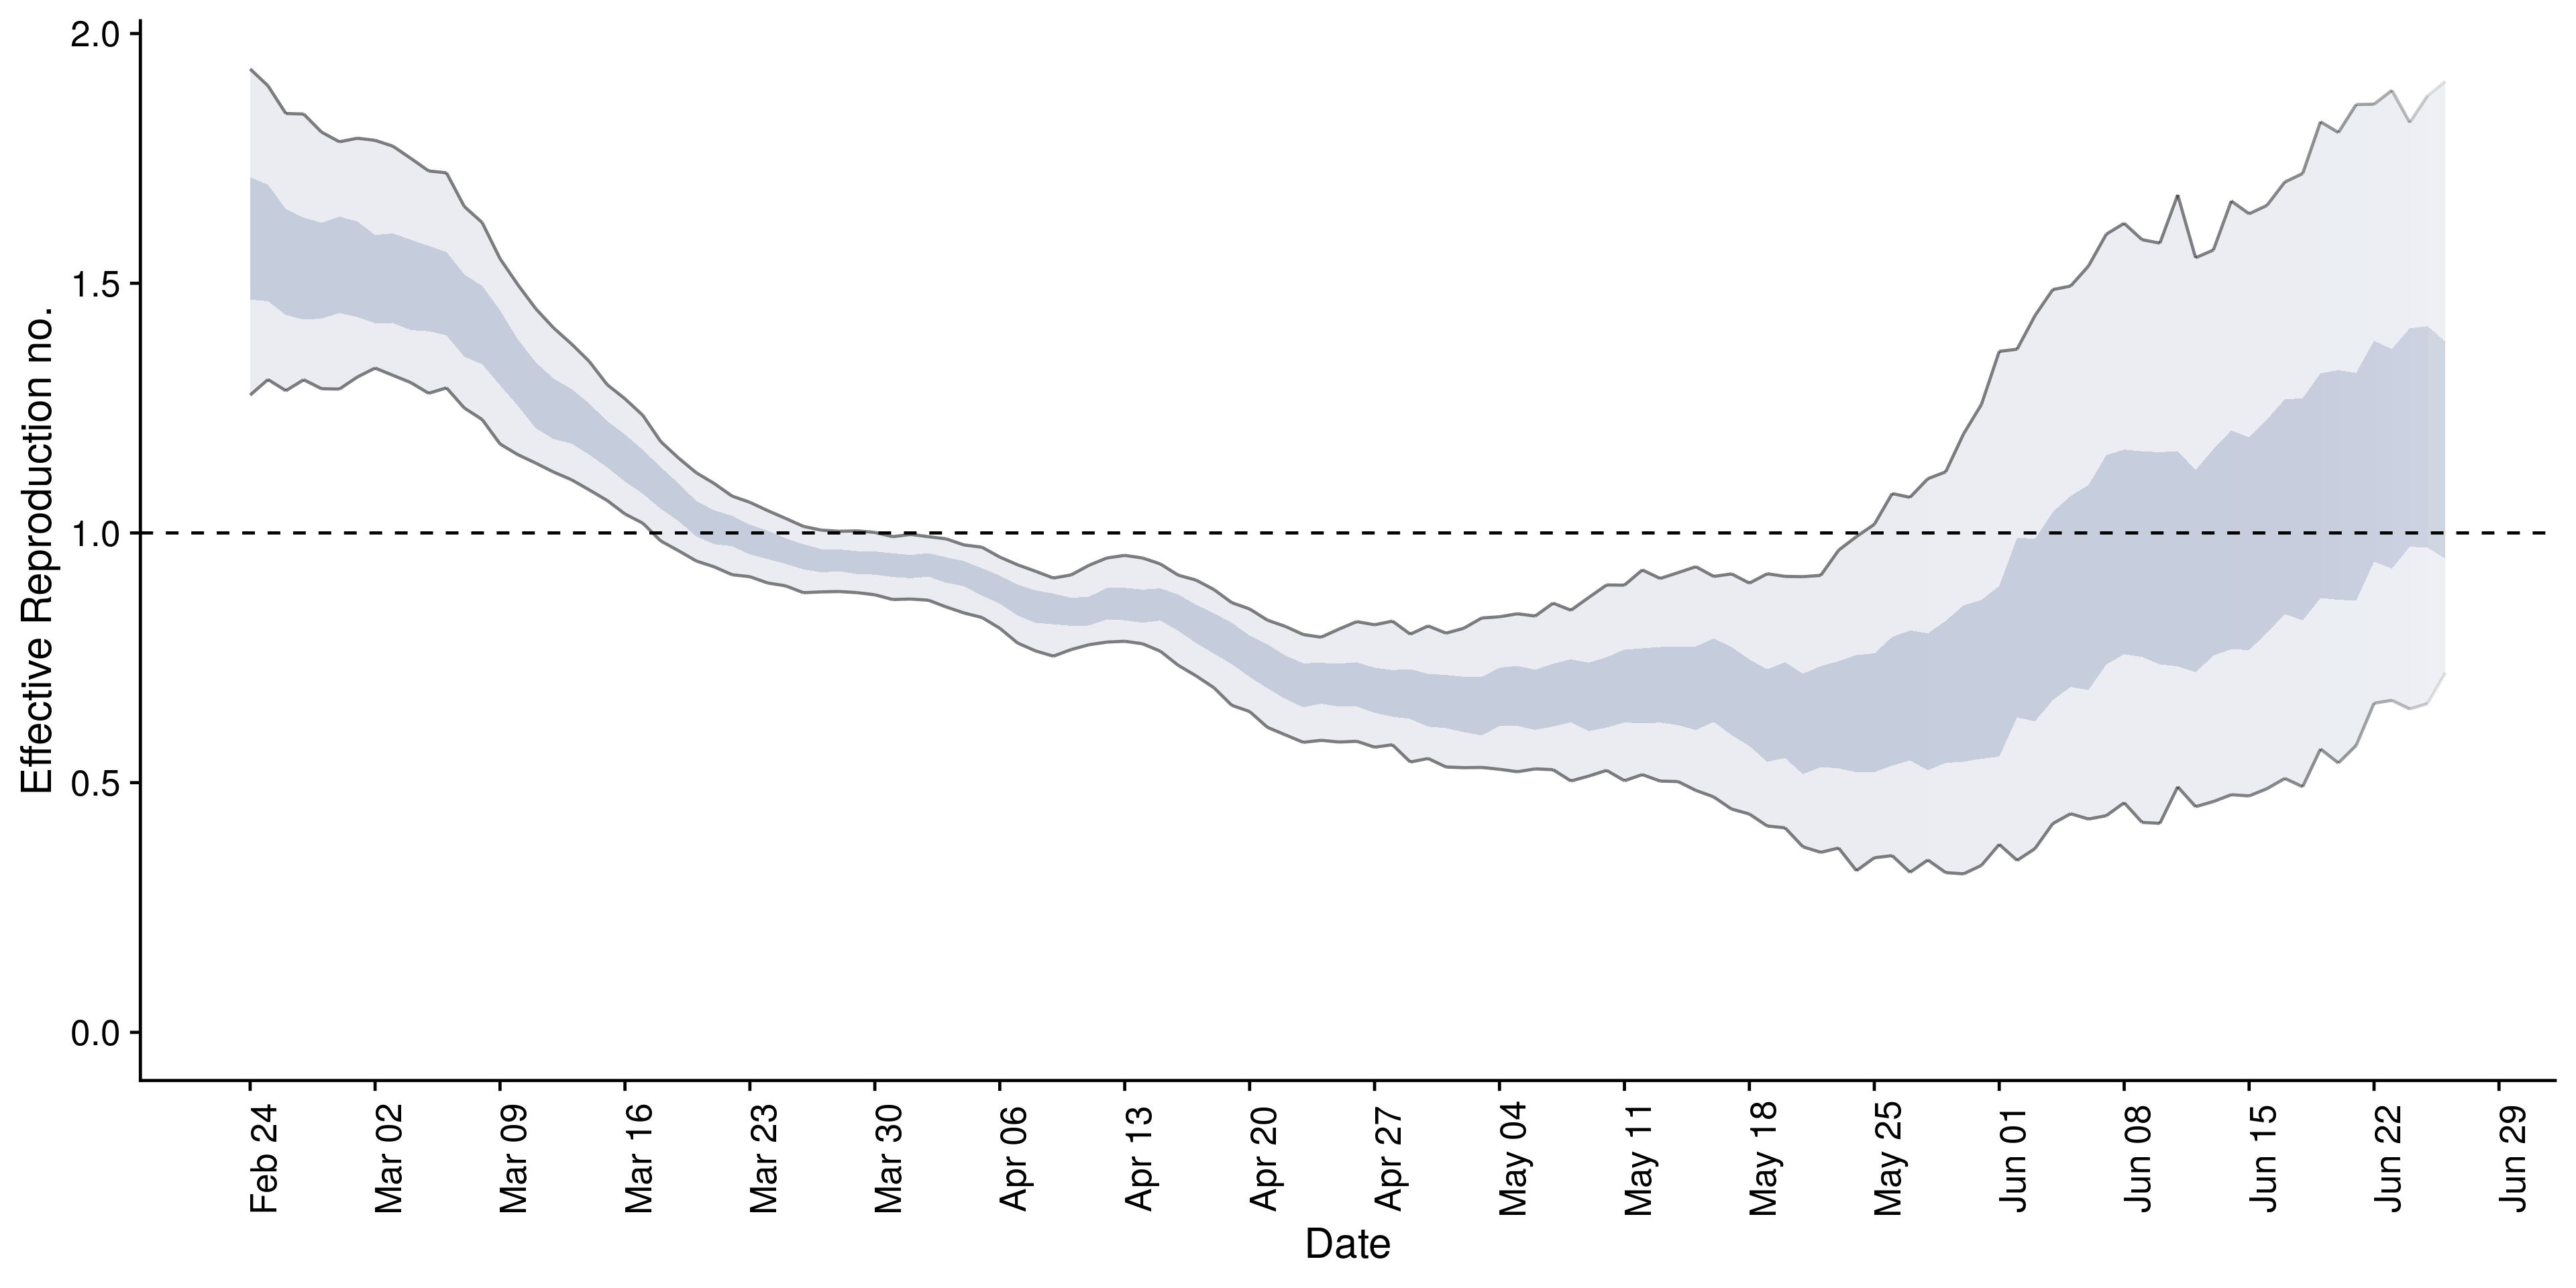 2.0
1.5
1.0
0.5
0.0
Effective Reproduction no.
Feb 24
Mar 02
Mar 09
Mar 16
Mar 23
Mar 30
Apr 06
Apr 13
Apr 20
Apr 27
May 04
May 11
May 18
May 25
Jun 01
Jun 08
Jun 15
Jun 22
Jun 29
Date